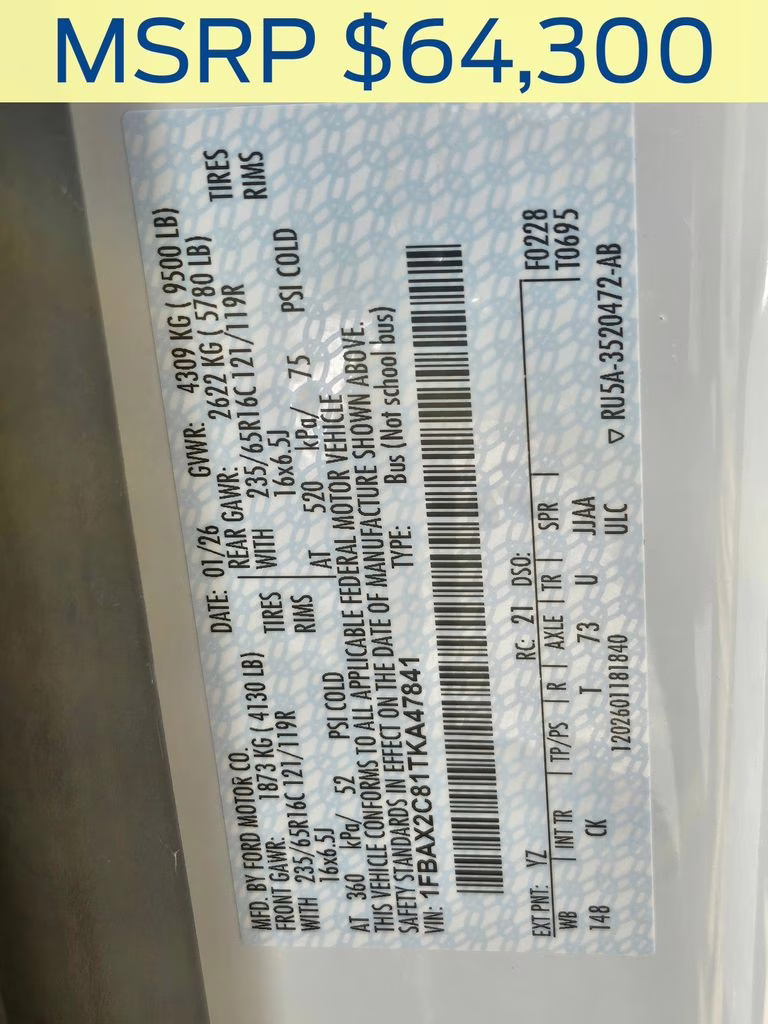 MSRP $64,300
MFD. BY FORD MOTOR CO.
DATE: 01/26 GVWR: 4309 KG ( 9500 LB)
FRONT GAWR: 1873 KG ( 4130 LB) REAR GAWR: 2622 KG ( 5780 LB)
WITH 235/65R16C 121/119R TIRES WITH 235/65R16C 121/119R TIRES
16x6.5J RIMS 16x6.5J RIMS
AT 360 kPa/ 52 PSI COLD AT 520 kPa/ 75 PSI COLD
THIS VEHICLE CONFORMS TO ALL APPLICABLE FEDERAL MOTOR VEHICLE
SAFETY STANDARDS IN EFFECT ON THE DATE OF MANUFACTURE SHOWN ABOVE.
VIN: 1FBAX2C81TKA47841 TYPE: Bus (Not school bus)
EXT PNT: YZ RC: 21 DSO: F0228
WB INT TR TP/PS R AXLE TR SPR T0695
148 CK T 73 U JJAA
1202601181840 ULC ▽ RU5A-3520472-AB